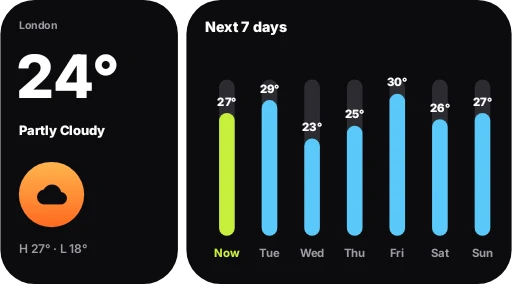 London
24°
Partly Cloudy
H 27° · L 18°
Next 7 days
27° 29° 23° 25° 30° 26° 27°
Now Tue Wed Thu Fri Sat Sun